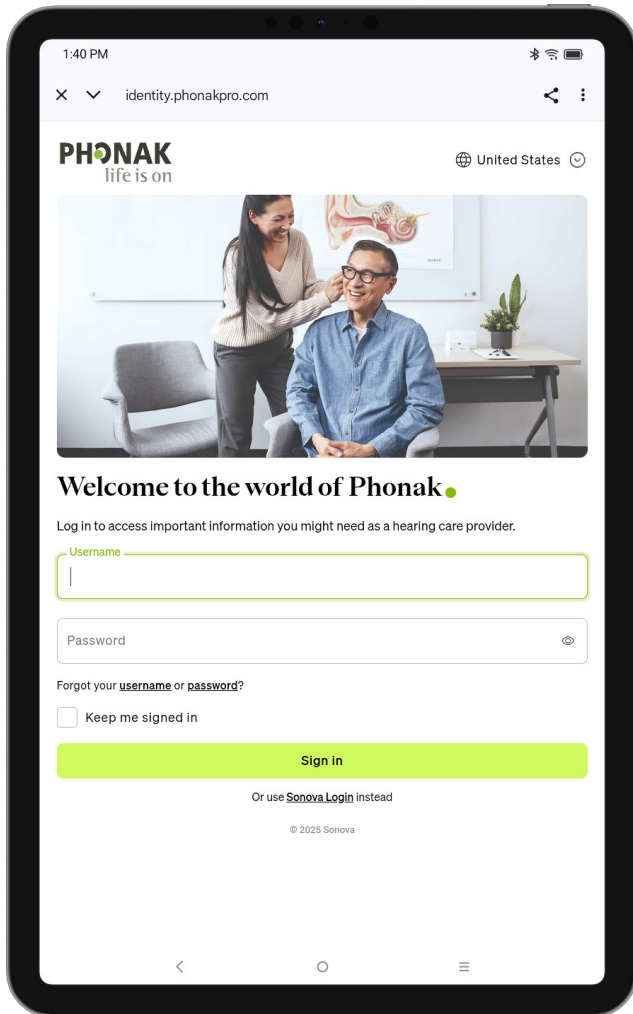 1:40 PM
identity.phonakpro.com
PHONAK
life is on
United States
Welcome to the world of Phonak.
Log in to access important information you might need as a hearing care provider.
Username
Password
Forgot your username or password?
Keep me signed in
Sign in
Or use Sonova Login instead
© 2025 Sonova